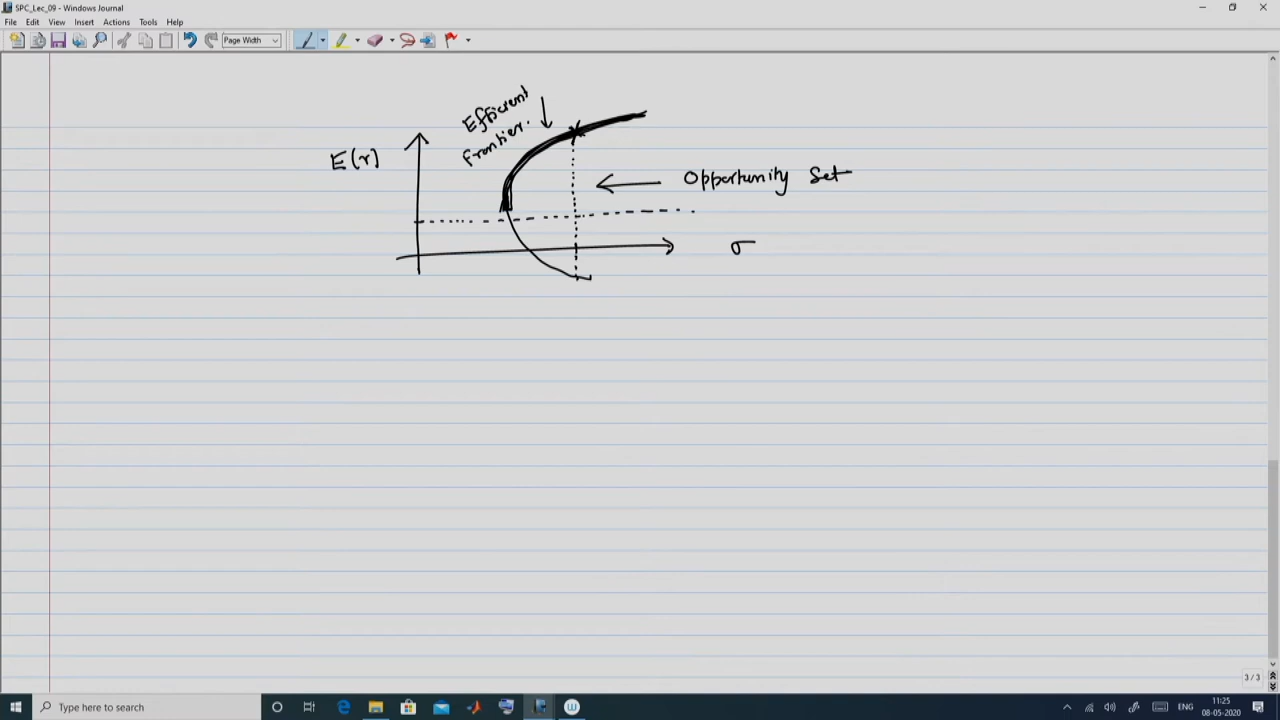 SPC_Lec_09 - Windows Journal
File Edit View Insert Actions Tools Help
Page Width
Efficient
frontier.
E(r)
Opportunity Set
σ
3 / 3
Type here to search
ENG
11:25
08-05-2020